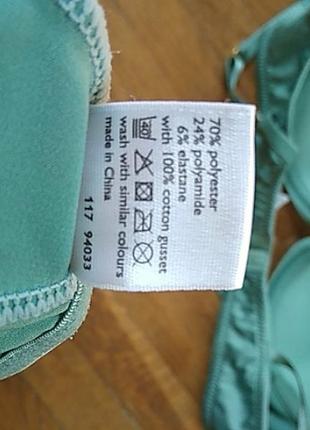 70% polyester
24% polyamide
6% elastane
with 100% cotton gusset
40
wash with similar colours
made in China
117 94033